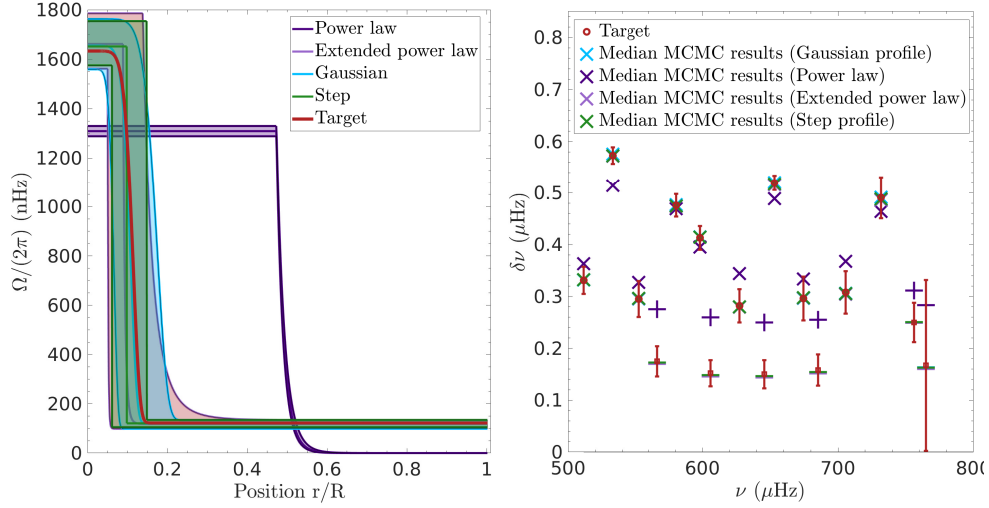 1800
1600
1400
1200
1000
800
600
400
200
0
Ω/(2π) (nHz)
0
0.2
0.4
0.6
0.8
1
Position r/R
Power law
Extended power law
Gaussian
Step
Target
0.8
0.7
0.6
0.5
0.4
0.3
0.2
0.1
0
δν (μHz)
500
600
700
800
ν (μHz)
Target
Median MCMC results (Gaussian profile)
Median MCMC results (Power law)
Median MCMC results (Extended power law)
Median MCMC results (Step profile)